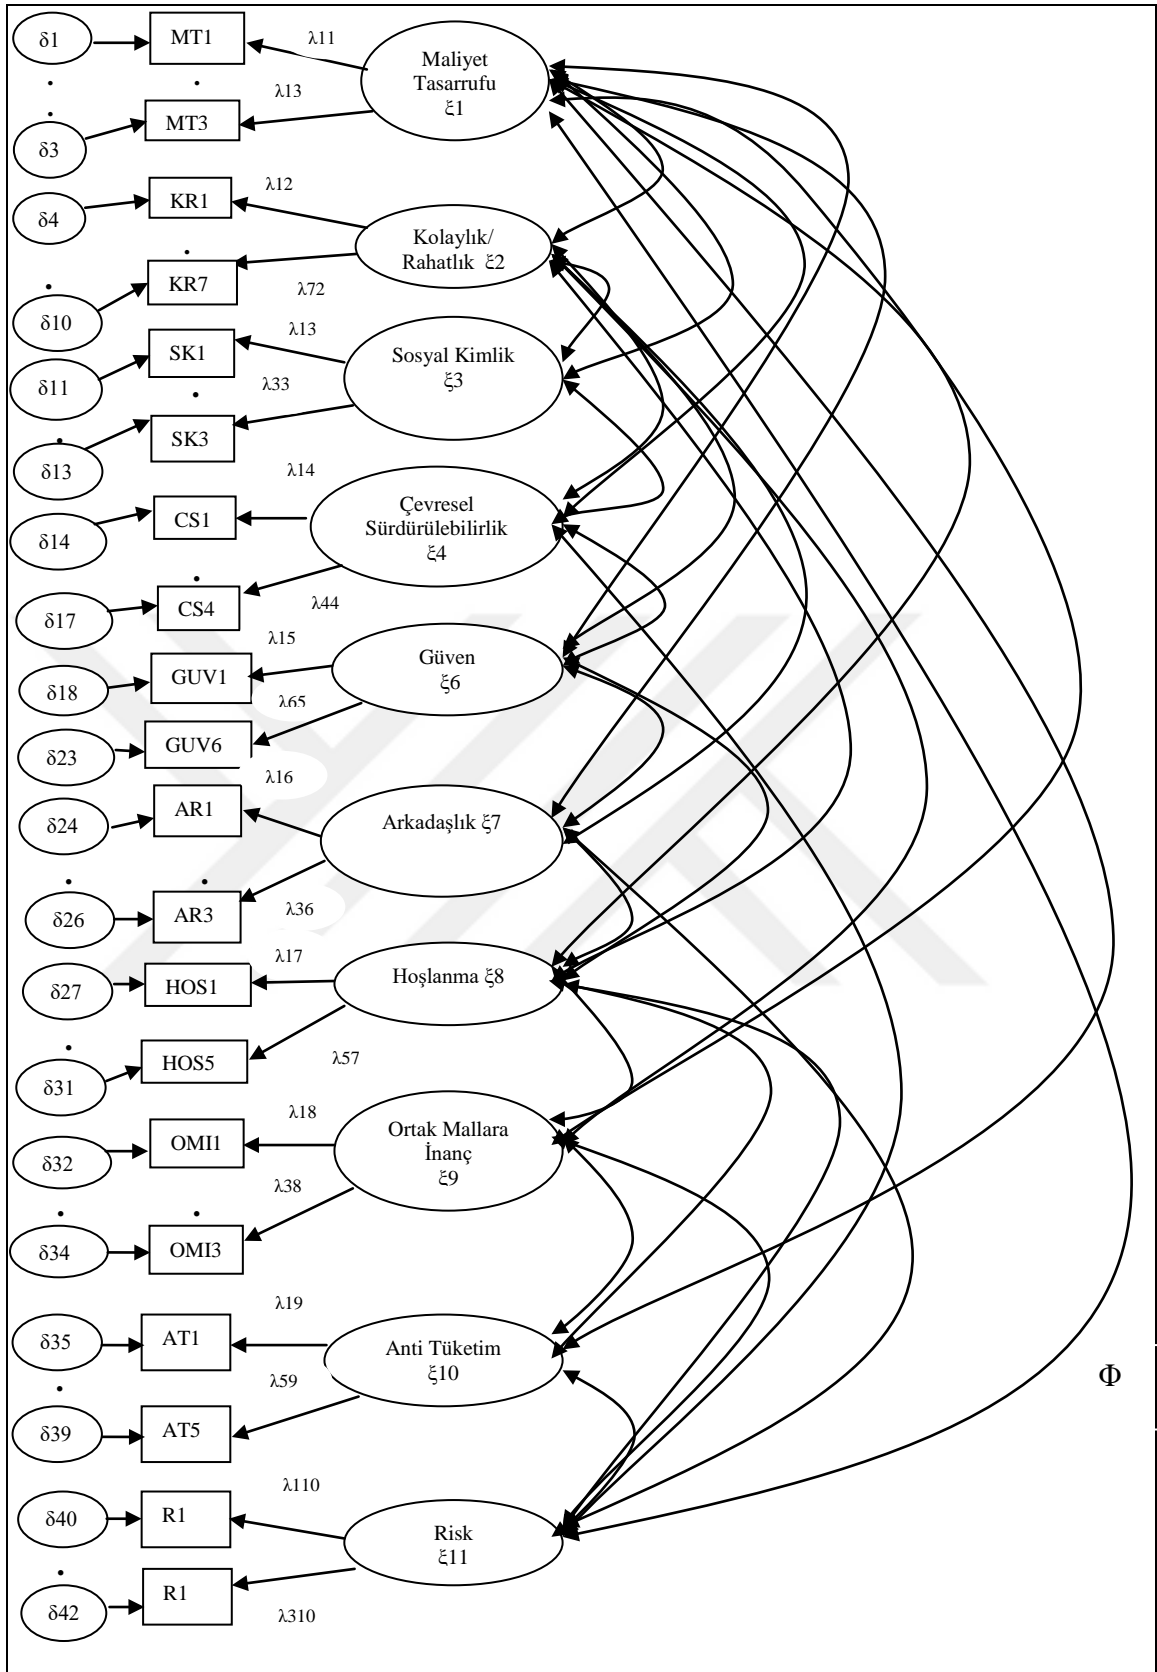 δ1
MT1
λ11
Maliyet
Tasarrufu
ξ1
λ13
δ3
MT3
δ4
KR1
λ12
Kolaylık/
Rahatlık ξ2
δ10
KR7
λ72
δ11
SK1
λ13
Sosyal Kimlik
ξ3
λ33
δ13
SK3
λ14
δ14
CS1
Çevresel
Sürdürülebilirlik
ξ4
δ17
CS4
λ44
λ15
δ18
GUV1
Güven
ξ6
λ65
δ23
GUV6
λ16
δ24
AR1
Arkadaşlık ξ7
δ26
AR3
λ36
λ17
δ27
HOS1
Hoşlanma ξ8
δ31
HOS5
λ57
λ18
δ32
OMI1
Ortak Mallara
İnanç
ξ9
λ38
δ34
OMI3
λ19
δ35
AT1
Anti Tüketim
ξ10
λ59
Φ
δ39
AT5
λ110
δ40
R1
Risk
ξ11
δ42
R1
λ310